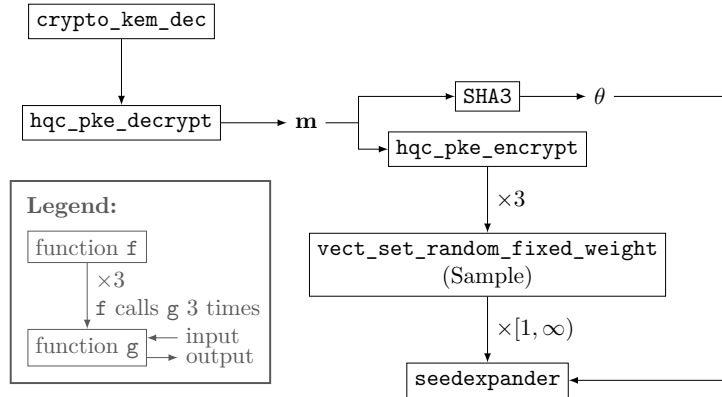 crypto_kem_dec
SHA3
θ
hqc_pke_decrypt
m
hqc_pke_encrypt
×3
vect_set_random_fixed_weight
(Sample)
×[1, ∞)
seedexpander
Legend:
function f
×3
f calls g 3 times
function g
input
output